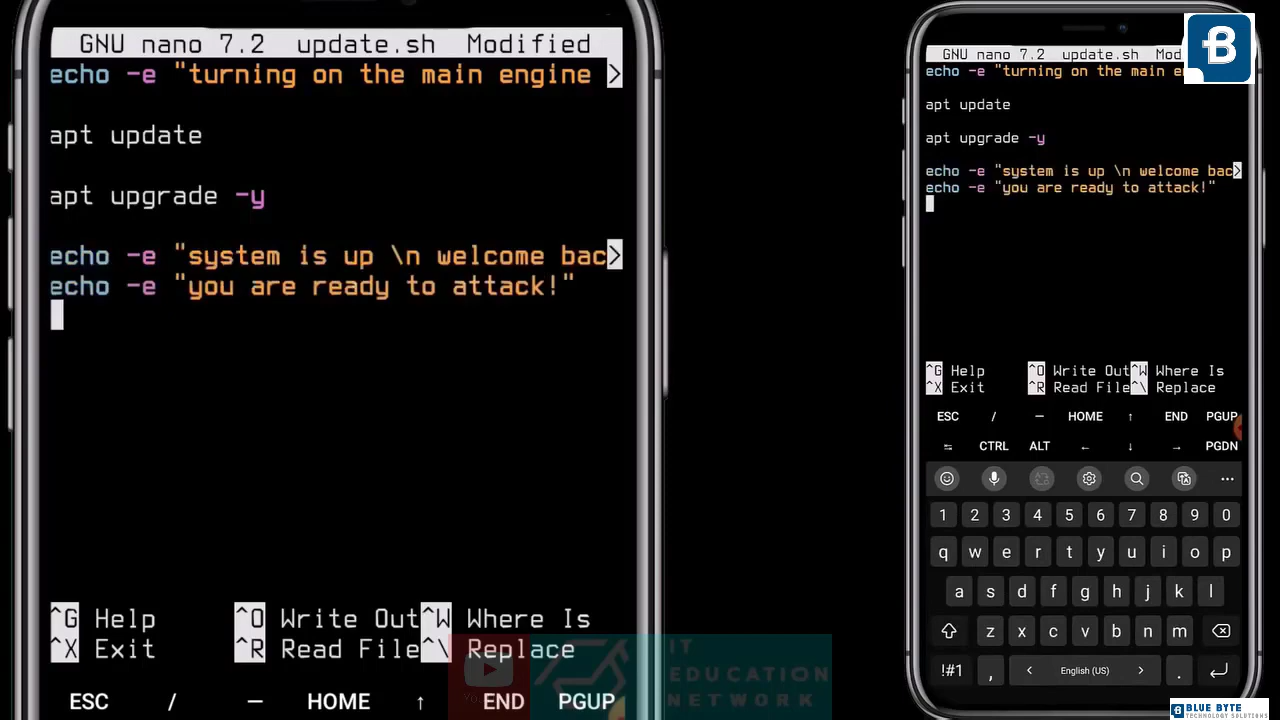 GNU nano 7.2 update.sh Modified
echo -e "turning on the main engine >
apt update
apt upgrade -y
echo -e "system is up \n welcome bac>
echo -e "you are ready to attack!"
^G Help ^O Write Out ^W Where Is
^X Exit ^R Read File ^\ Replace
ESC / — HOME ↑ END PGUP
IT
EDUCATION
NETWORK
GNU nano 7.2 update.sh Mod
echo -e "turning on the main e
apt update
apt upgrade -y
echo -e "system is up \n welcome bac>
echo -e "you are ready to attack!"
^G Help ^O Write Out ^W Where Is
^X Exit ^R Read File ^\ Replace
ESC / — HOME ↑ END PGUP
CTRL ALT ← ↓ → PGDN
1 2 3 4 5 6 7 8 9 0
q w e r t y u i o p
a s d f g h j k l
z x c v b n m
!#1 , < English (US) > .
B
BLUE BYTE
TECHNOLOGY SOLUTIONS